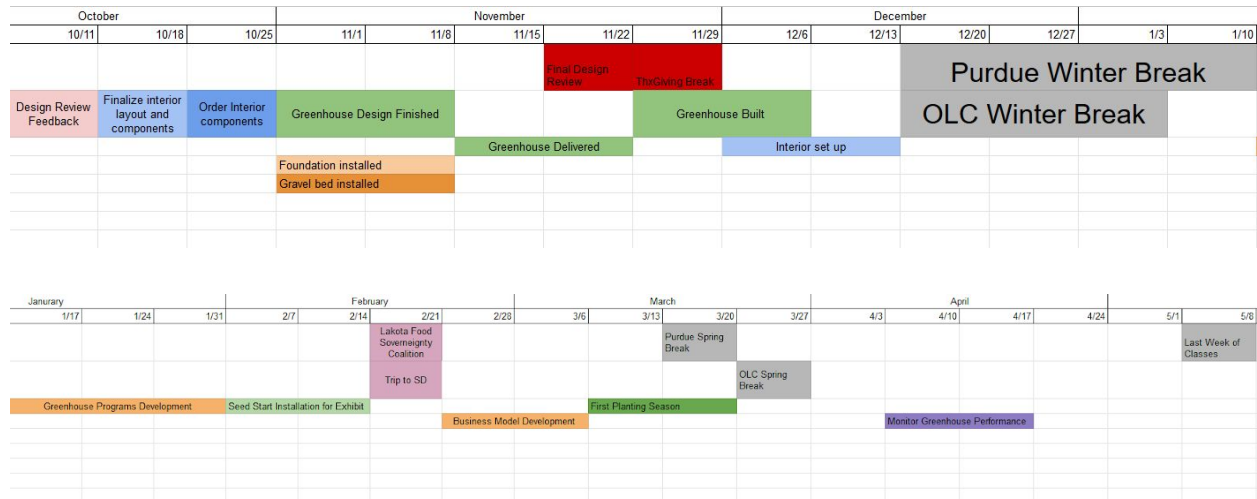 October November December
10/11 10/18 10/25 11/1 11/8 11/15 11/22 11/29 12/6 12/13 12/20 12/27 1/3 1/10
Final Design
Review
ThxGiving Break
Purdue Winter Break
Design Review
Feedback
Finalize interior
layout and
components
Order Interior
components
Greenhouse Design Finished
Greenhouse Built
OLC Winter Break
Greenhouse Delivered
Interior set up
Foundation installed
Gravel bed installed
Janurary February March April
1/17 1/24 1/31 2/7 2/14 2/21 2/28 3/6 3/13 3/20 3/27 4/3 4/10 4/17 4/24 5/1 5/8
Lakota Food
Soverneignty
Coalition
Purdue Spring
Break
Last Week of
Classes
Trip to SD
OLC Spring
Break
Greenhouse Programs Development
Seed Start Installation for Exhibit
First Planting Season
Business Model Development
Monitor Greenhouse Performance